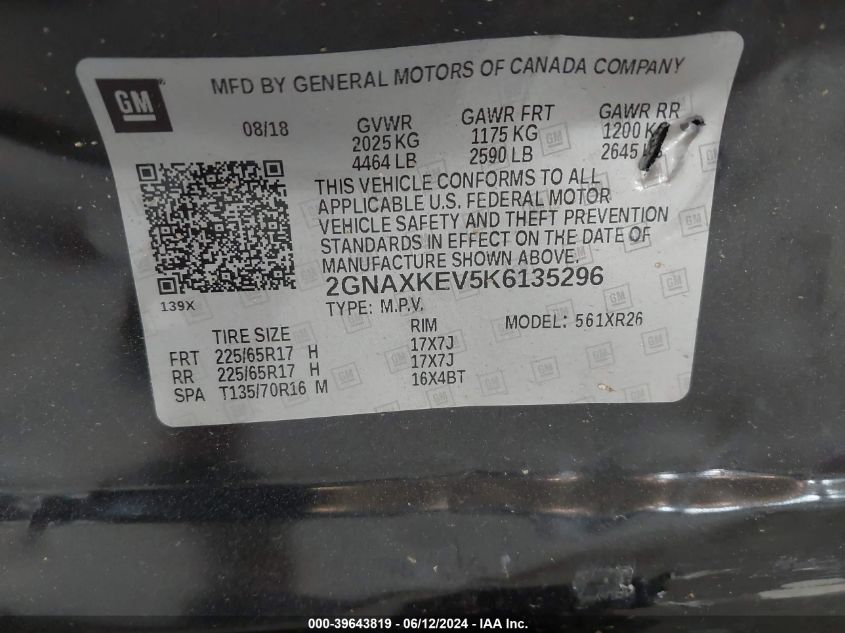 MFD BY GENERAL MOTORS OF CANADA COMPANY
GM
08/18 GVWR GAWR FRT GAWR RR
2025 KG 1175 KG 1200 KG
4464 LB 2590 LB 2645
THIS VEHICLE CONFORMS TO ALL
APPLICABLE U.S. FEDERAL MOTOR
VEHICLE SAFETY AND THEFT PREVENTION
STANDARDS IN EFFECT ON THE DATE OF
MANUFACTURE SHOWN ABOVE.
139X
2GNAXKEV5K6135296
TYPE: M.P.V.
TIRE SIZE RIM MODEL: 561XR26
FRT 225/65R17 H 17X7J
RR 225/65R17 H 17X7J
SPA T135/70R16 M 16X4BT
000-39643819 - 06/12/2024 - IAA Inc.